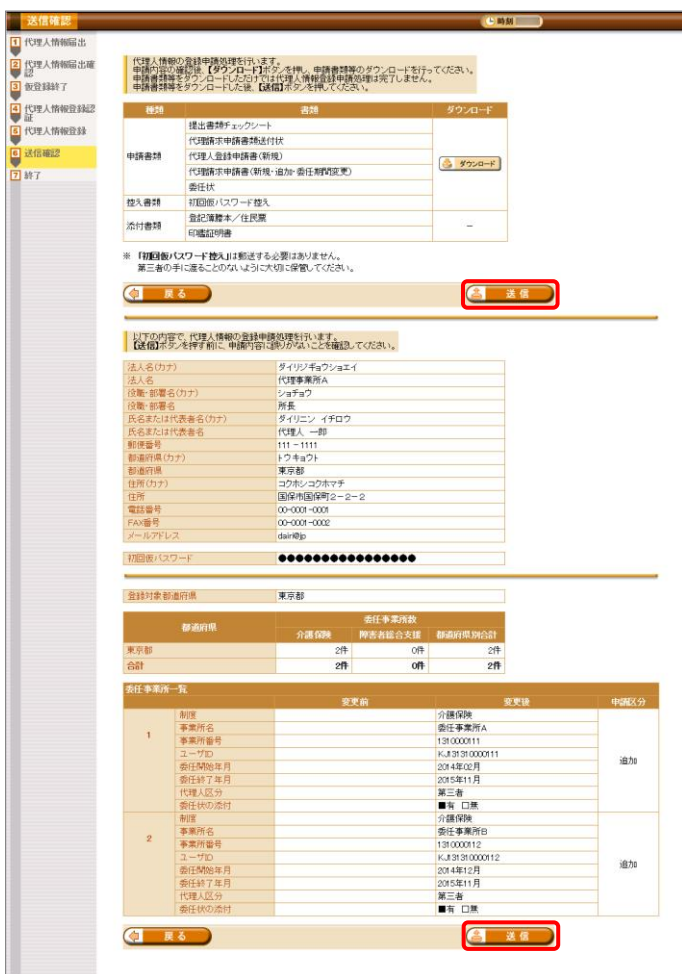 送信確認
時刻
1 代理人情報届出
2 代理人情報届出確認
3 仮登録終了
4 代理人情報登録認証
5 代理人情報登録
6 送信確認
7 終了
代理人情報の登録申請処理を行います。
申請内容の確認後、【ダウンロード】ボタンを押し、申請書類等のダウンロードを行ってください。
申請書類等をダウンロードしただけでは代理人情報登録申請処理は完了しません。
申請書類等をダウンロードした後、【送信】ボタンを押してください。
種類 書類 ダウンロード
申請書類
提出書類チェックシート
代理請求申請書類送付状
代理人登録申請書(新規)
代理請求申請書(新規・追加・委任期間変更)
委任状
ダウンロード
控え書類 初回仮パスワード控え
添付書類
登記簿謄本/住民票
印鑑証明書
−
※ 「初回仮パスワード控え」は郵送する必要はありません。
第三者の手に渡ることのないように大切に保管してください。
戻る 送信
以下の内容で、代理人情報の登録申請処理を行います。
【送信】ボタンを押す前に、申請内容に誤りがないことを確認してください。
法人名(カナ) ダイリジギョウショエイ
法人名 代理事業所A
役職・部署名(カナ) ショチョウ
役職・部署名 所長
氏名または代表者名(カナ) ダイリニン イチロウ
氏名または代表者名 代理人 一郎
郵便番号 111 − 1111
都道府県(カナ) トウキョウト
都道府県 東京都
住所(カナ) コクホシコクホマチ
住所 国保市国保町2−2−2
電話番号 00-0001-0001
FAX番号 00-0001-0002
メールアドレス dairi@jp
初回仮パスワード ●●●●●●●●●●●●●●●●
登録対象都道府県 東京都
都道府県 委任事業所数
介護保険 障害者総合支援 都道府県別合計
東京都 2件 0件 2件
合計 2件 0件 2件
委任事業所一覧
変更前 変更後 申請区分
1
制度 介護保険
事業所名 委任事業所A
事業所番号 1310000111
ユーザID KJ131310000111
委任開始年月 2014年02月
委任終了年月 2015年11月
代理人区分 第三者
委任状の添付 ■有 □無
追加
2
制度 介護保険
事業所名 委任事業所B
事業所番号 1310000112
ユーザID KJ131310000112
委任開始年月 2014年12月
委任終了年月 2015年11月
代理人区分 第三者
委任状の添付 ■有 □無
追加
戻る 送信